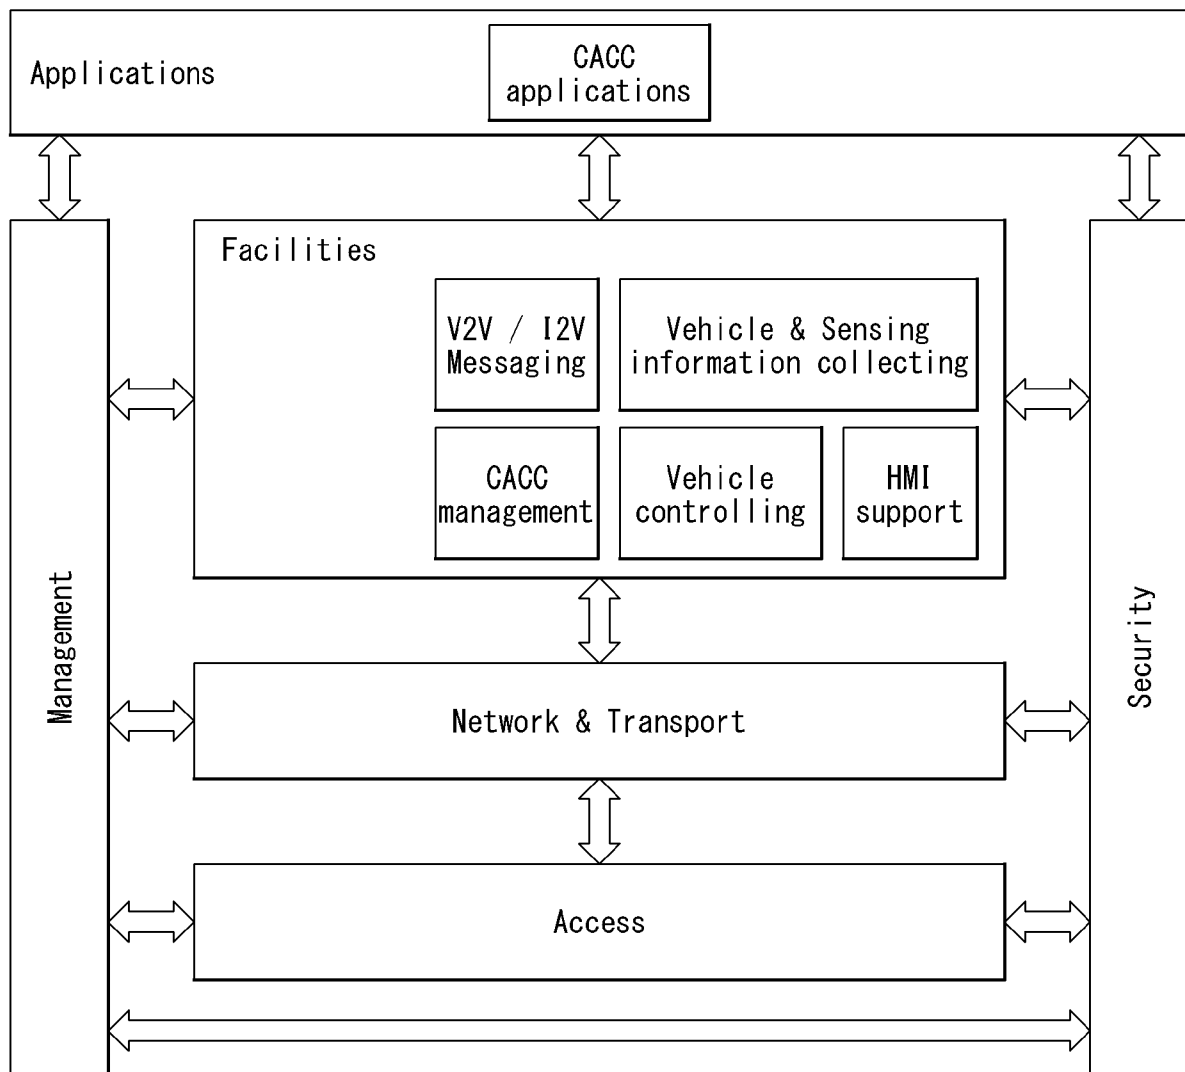 Applications
CACC
applications
Facilities
V2V / I2V
Messaging
Vehicle & Sensing
information collecting
CACC
management
Vehicle
controlling
HMI
support
Management
Security
Network & Transport
Access